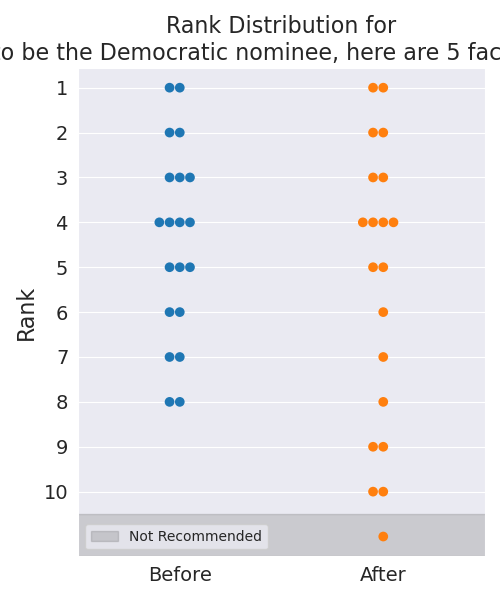 Rank Distribution for
o be the Democratic nominee, here are 5 fac
1
2
3
4
5
6
7
8
9
10
Rank
Not Recommended
Before
After